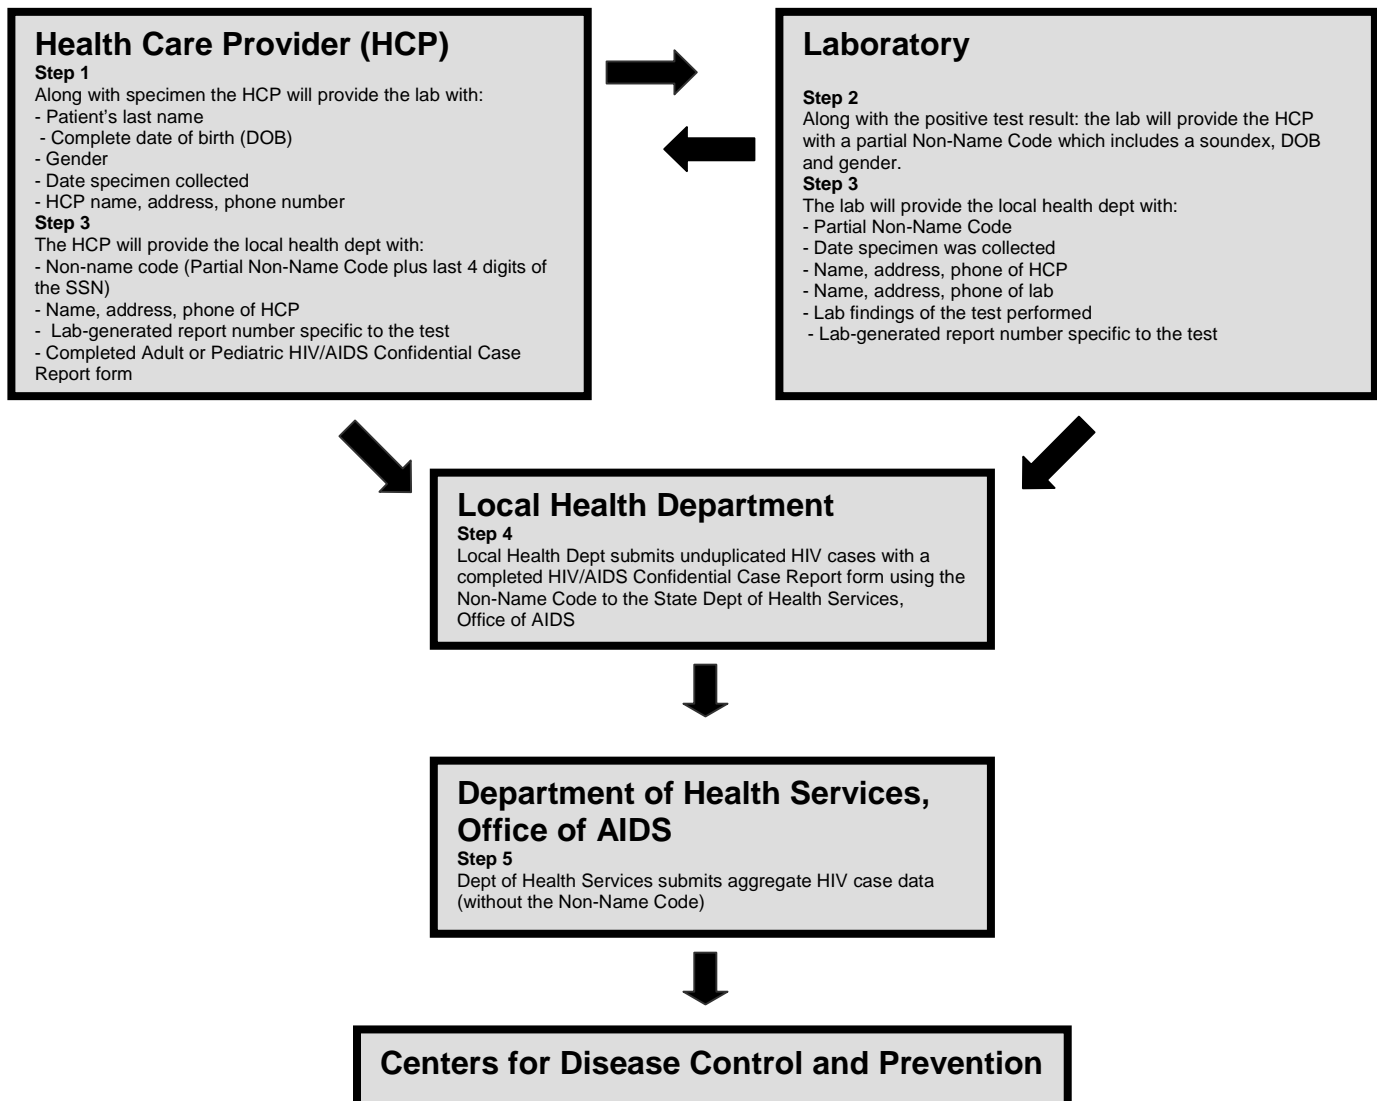 Health Care Provider (HCP)
Step 1
Along with specimen the HCP will provide the lab with:
- Patient's last name
- Complete date of birth (DOB)
- Gender
- Date specimen collected
- HCP name, address, phone number
Step 3
The HCP will provide the local health dept with:
- Non-name code (Partial Non-Name Code plus last 4 digits of
the SSN)
- Name, address, phone of HCP
- Lab-generated report number specific to the test
- Completed Adult or Pediatric HIV/AIDS Confidential Case
Report form
Laboratory
Step 2
Along with the positive test result: the lab will provide the HCP
with a partial Non-Name Code which includes a soundex, DOB
and gender.
Step 3
The lab will provide the local health dept with:
- Partial Non-Name Code
- Date specimen was collected
- Name, address, phone of HCP
- Name, address, phone of lab
- Lab findings of the test performed
- Lab-generated report number specific to the test
Local Health Department
Step 4
Local Health Dept submits unduplicated HIV cases with a
completed HIV/AIDS Confidential Case Report form using the
Non-Name Code to the State Dept of Health Services,
Office of AIDS
Department of Health Services,
Office of AIDS
Step 5
Dept of Health Services submits aggregate HIV case data
(without the Non-Name Code)
Centers for Disease Control and Prevention